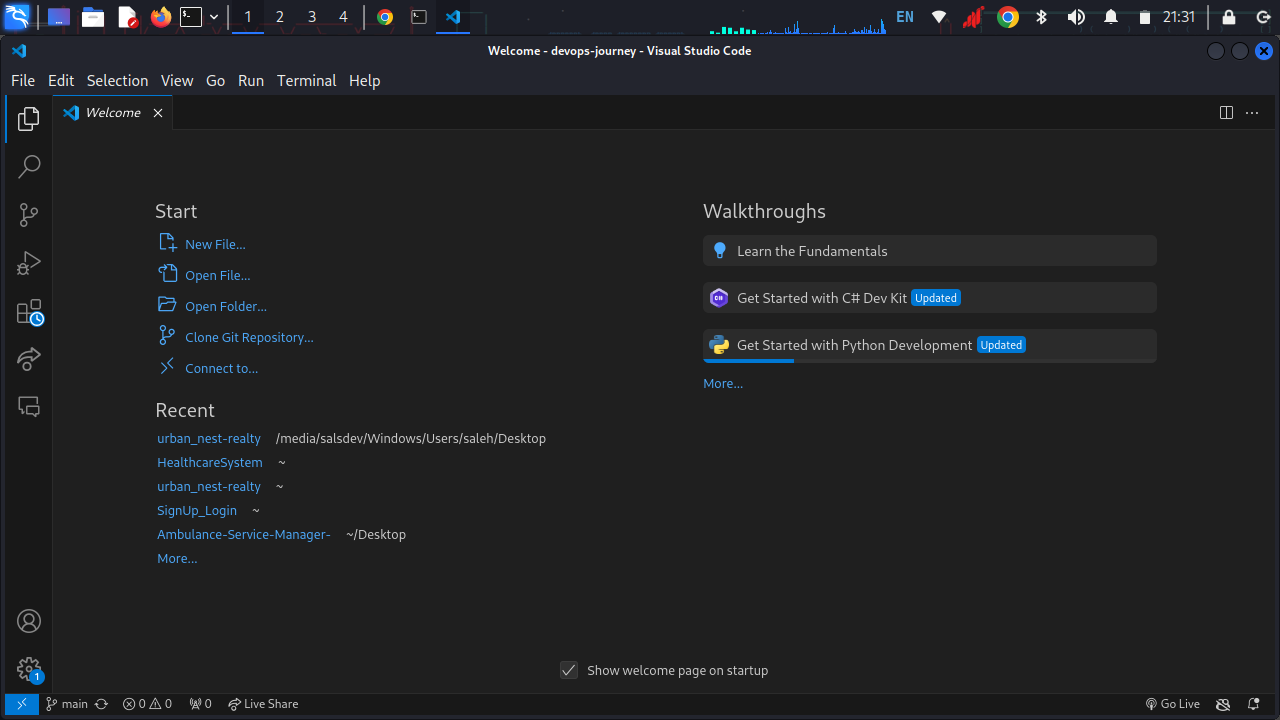 1 2 3 4 EN 21:31
Welcome - devops-journey - Visual Studio Code
File Edit Selection View Go Run Terminal Help
Welcome
Start
New File...
Open File...
Open Folder...
Clone Git Repository...
Connect to...
Recent
urban_nest-realty /media/salsdev/Windows/Users/saleh/Desktop
HealthcareSystem ~
urban_nest-realty ~
SignUp_Login ~
Ambulance-Service-Manager- ~/Desktop
More...
Walkthroughs
Learn the Fundamentals
Get Started with C# Dev Kit Updated
Get Started with Python Development Updated
More...
Show welcome page on startup
1
main 0 0 0 Live Share Go Live